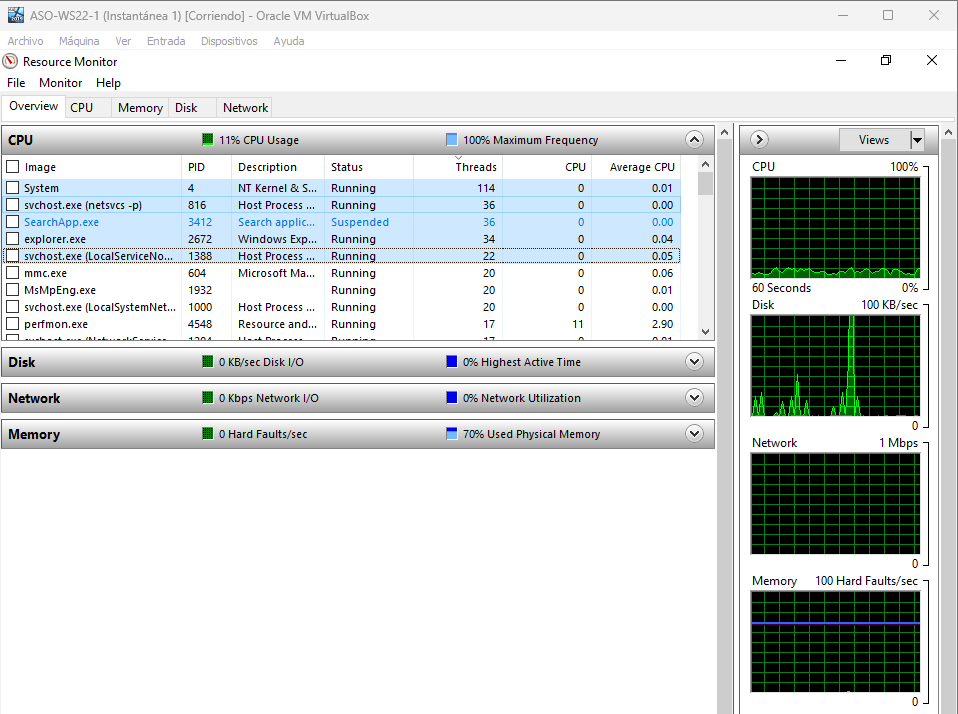 ASO-WS22-1 (Instantánea 1) [Corriendo] - Oracle VM VirtualBox
Archivo Máquina Ver Entrada Dispositivos Ayuda
Resource Monitor
File Monitor Help
Overview CPU Memory Disk Network
CPU 11% CPU Usage 100% Maximum Frequency
Image PID Description Status Threads CPU Average CPU
System 4 NT Kernel & S... Running 114 0 0.01
svchost.exe (netsvcs -p) 816 Host Process ... Running 36 0 0.00
SearchApp.exe 3412 Search applic... Suspended 36 0 0.00
explorer.exe 2672 Windows Exp... Running 34 0 0.04
svchost.exe (LocalServiceNo... 1388 Host Process ... Running 22 0 0.05
mmc.exe 604 Microsoft Ma... Running 20 0 0.06
MsMpEng.exe 1932 Running 20 0 0.01
svchost.exe (LocalSystemNet... 1000 Host Process ... Running 20 0 0.00
perfmon.exe 4548 Resource and... Running 17 11 2.90
Disk 0 KB/sec Disk I/O 0% Highest Active Time
Network 0 Kbps Network I/O 0% Network Utilization
Memory 0 Hard Faults/sec 70% Used Physical Memory
Views
CPU 100%
60 Seconds 0%
Disk 100 KB/sec
0
Network 1 Mbps
0
Memory 100 Hard Faults/sec
0